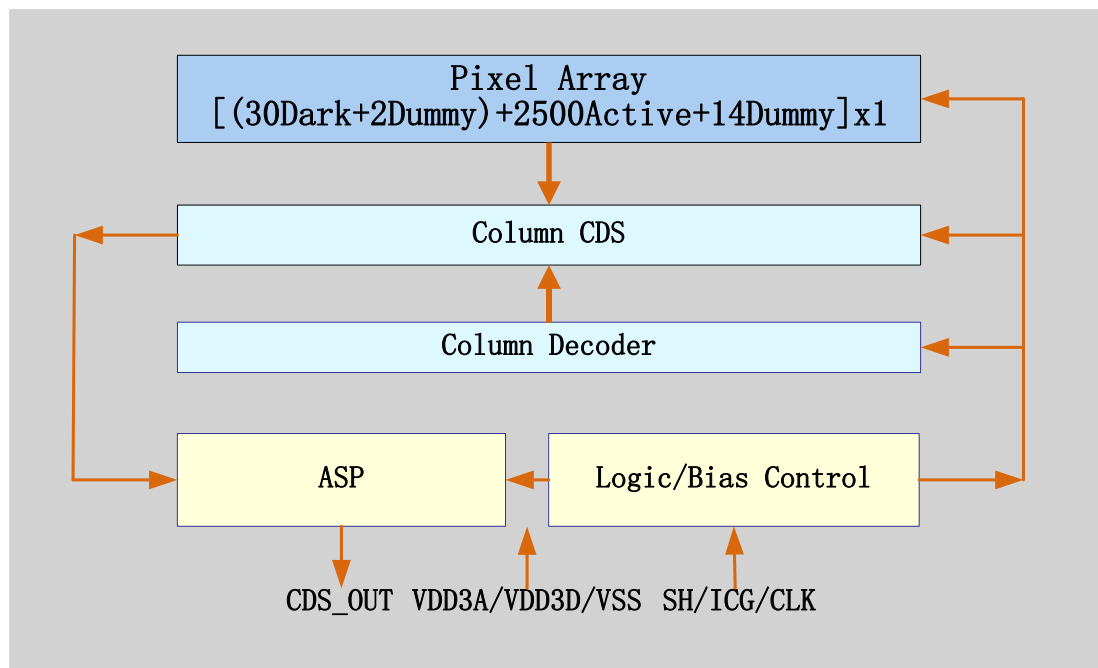 Pixel Array
[(30Dark+2Dummy)+2500Active+14Dummy]x1
Column CDS
Column Decoder
ASP
Logic/Bias Control
CDS_OUT VDD3A/VDD3D/VSS SH/ICG/CLK